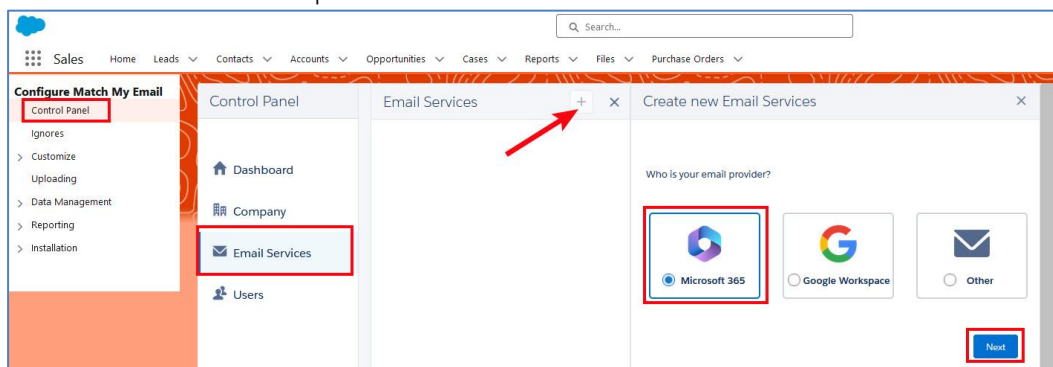 Search...
Sales Home Leads Contacts Accounts Opportunities Cases Reports Files Purchase Orders
Configure Match My Email
Control Panel
Ignores
Customize
Uploading
Data Management
Reporting
Installation
Control Panel
Dashboard
Company
Email Services
Users
Email Services
Create new Email Services
Who is your email provider?
Microsoft 365
Google Workspace
Other
Next